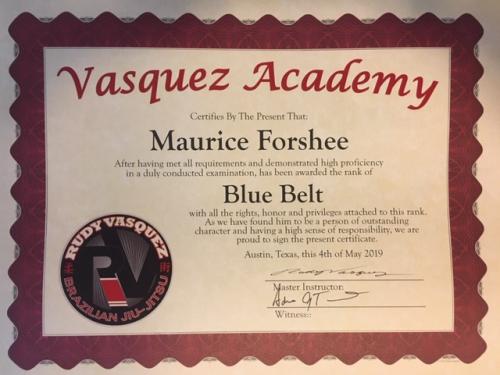 Vasquez Academy
Certifies By The Present That:
Maurice Forshee
After having met all requirements and demonstrated high proficiency
in a duly conducted examination, has been awarded the rank of
Blue Belt
with all the rights, honor and privileges attached to this rank.
As we have found him to be a person of outstanding
character and having a high sense of responsibility, we are
proud to sign the present certificate.
Austin, Texas, this 4th of May 2019
Rudy Vasquez
Master Instructor:
Witness::
RUDY VASQUEZ
RV
BRAZILIAN JIU-JITSU